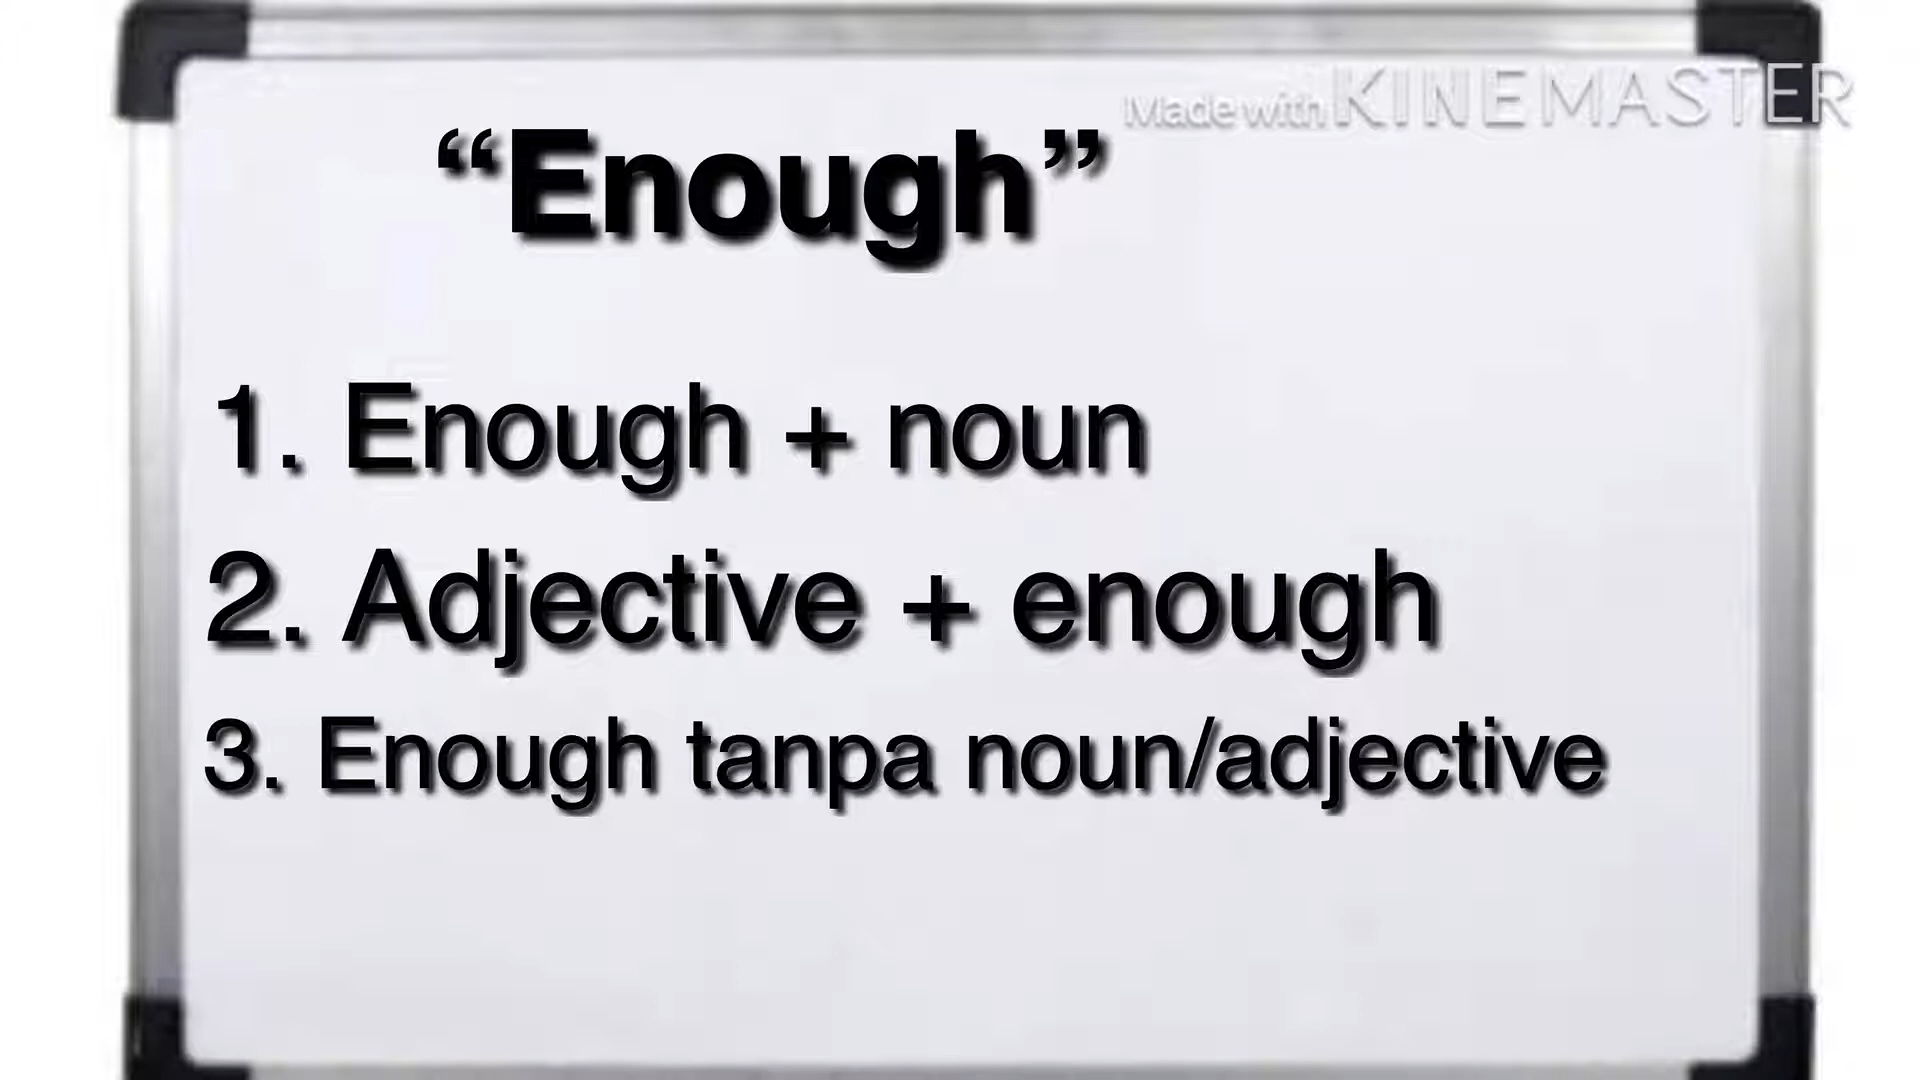 Made with KINEMASTER
“Enough”
1. Enough + noun
2. Adjective + enough
3. Enough tanpa noun/adjective